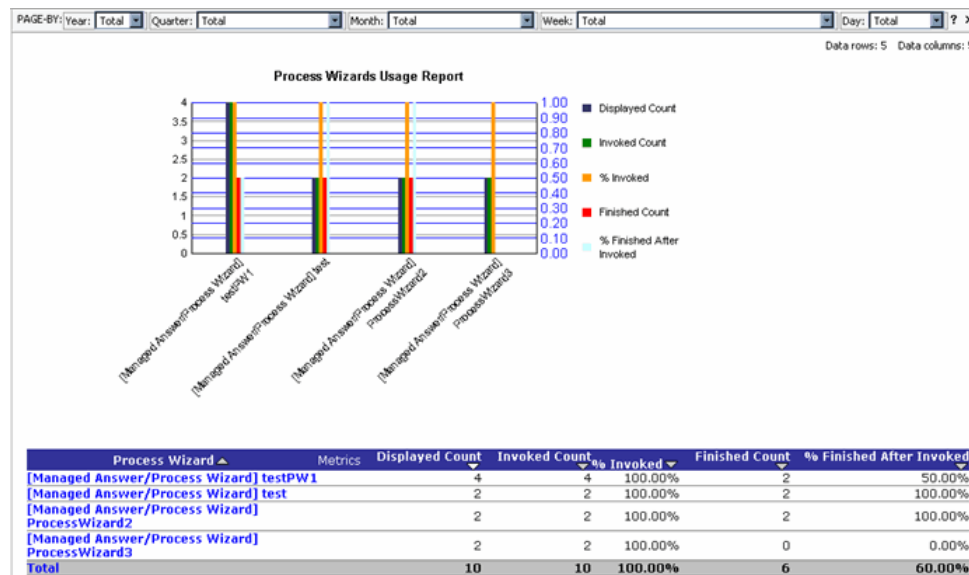 PAGE-BY: Year: Total Quarter: Total Month: Total Week: Total Day: Total ?
Data rows: 5 Data columns:
Process Wizards Usage Report
4
3.5
3
2.5
2
1.5
1
0.5
0
1.00
0.90
0.80
0.70
0.60
0.50
0.40
0.30
0.20
0.10
0.00
Displayed Count
Invoked Count
% Invoked
Finished Count
% Finished After
Invoked
[Managed Answer/Process Wizard]
testPW1
[Managed Answer/Process Wizard] test
[Managed Answer/Process Wizard]
ProcessWizard2
[Managed Answer/Process Wizard]
ProcessWizard3
Process Wizard Metrics Displayed Count Invoked Count % Invoked Finished Count % Finished After Invoked
[Managed Answer/Process Wizard] testPW1 4 4 100.00% 2 50.00%
[Managed Answer/Process Wizard] test 2 2 100.00% 2 100.00%
[Managed Answer/Process Wizard]
ProcessWizard2 2 2 100.00% 2 100.00%
[Managed Answer/Process Wizard]
ProcessWizard3 2 2 100.00% 0 0.00%
Total 10 10 100.00% 6 60.00%